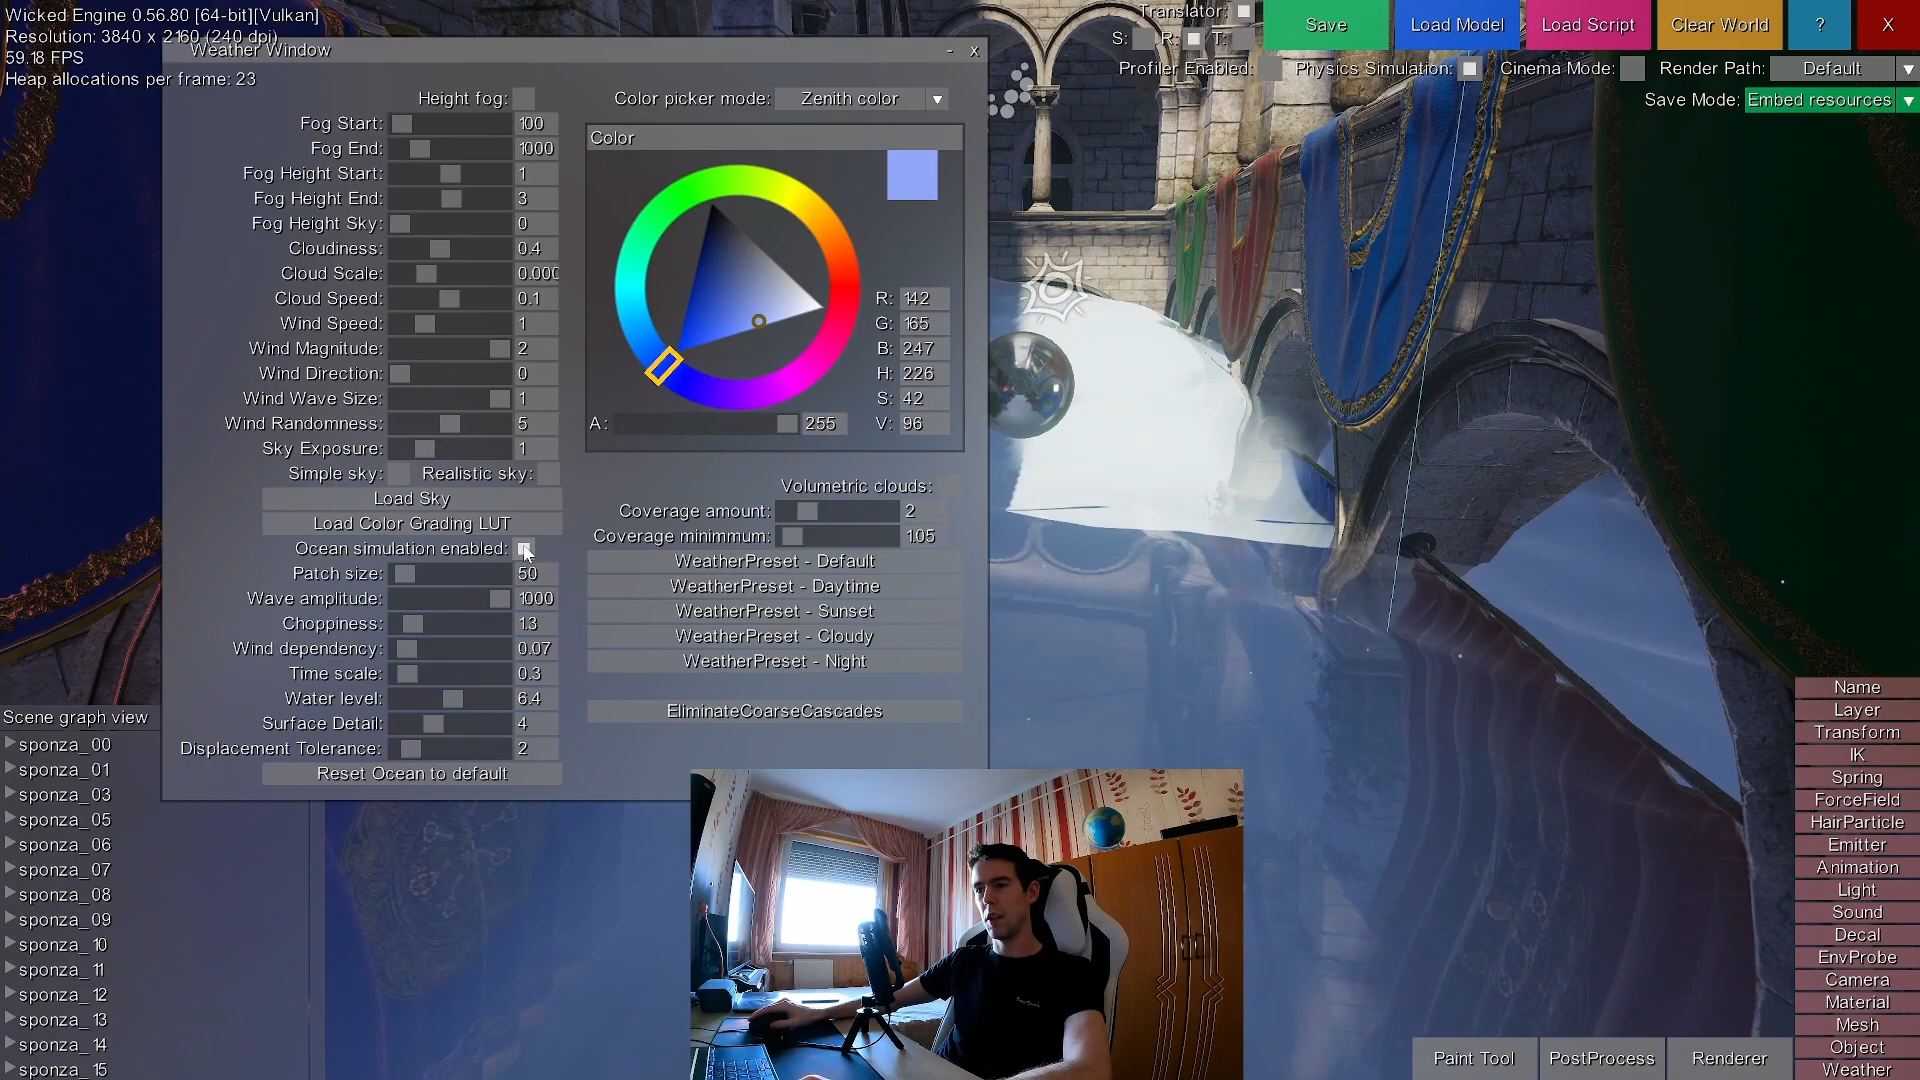 Wicked Engine 0.56.80 [64-bit][Vulkan]
Resolution: 3840 x 2160 (240 dpi)
59.18 FPS
Heap allocations per frame: 23
Weather Window
- x
Translator:
S: R: T:
Save
Load Model
Load Script
Clear World
?
X
Profiler Enabled: Physics Simulation: Cinema Mode: Render Path: Default
Save Mode: Embed resources
Height fog:
Fog Start: 100
Fog End: 1000
Fog Height Start: 1
Fog Height End: 3
Fog Height Sky: 0
Cloudiness: 0.4
Cloud Scale: 0.000
Cloud Speed: 0.1
Wind Speed: 1
Wind Magnitude: 2
Wind Direction: 0
Wind Wave Size: 1
Wind Randomness: 5
Sky Exposure: 1
Simple sky: Realistic sky:
Load Sky
Load Color Grading LUT
Ocean simulation enabled:
Patch size: 50
Wave amplitude: 1000
Choppiness: 1.3
Wind dependency: 0.07
Time scale: 0.3
Water level: 6.4
Surface Detail: 4
Displacement Tolerance: 2
Reset Ocean to default
Color picker mode: Zenith color
Color
R: 142
G: 165
B: 247
H: 226
S: 42
V: 96
A: 255
Volumetric clouds:
Coverage amount: 2
Coverage minimmum: 1.05
WeatherPreset - Default
WeatherPreset - Daytime
WeatherPreset - Sunset
WeatherPreset - Cloudy
WeatherPreset - Night
EliminateCoarseCascades
Scene graph view
sponza_00
sponza_01
sponza_03
sponza_05
sponza_06
sponza_07
sponza_08
sponza_09
sponza_10
sponza_11
sponza_12
sponza_13
sponza_14
sponza_15
Name
Layer
Transform
IK
Spring
ForceField
HairParticle
Emitter
Animation
Light
Sound
Decal
EnvProbe
Camera
Material
Mesh
Object
Weather
Paint Tool
PostProcess
Renderer